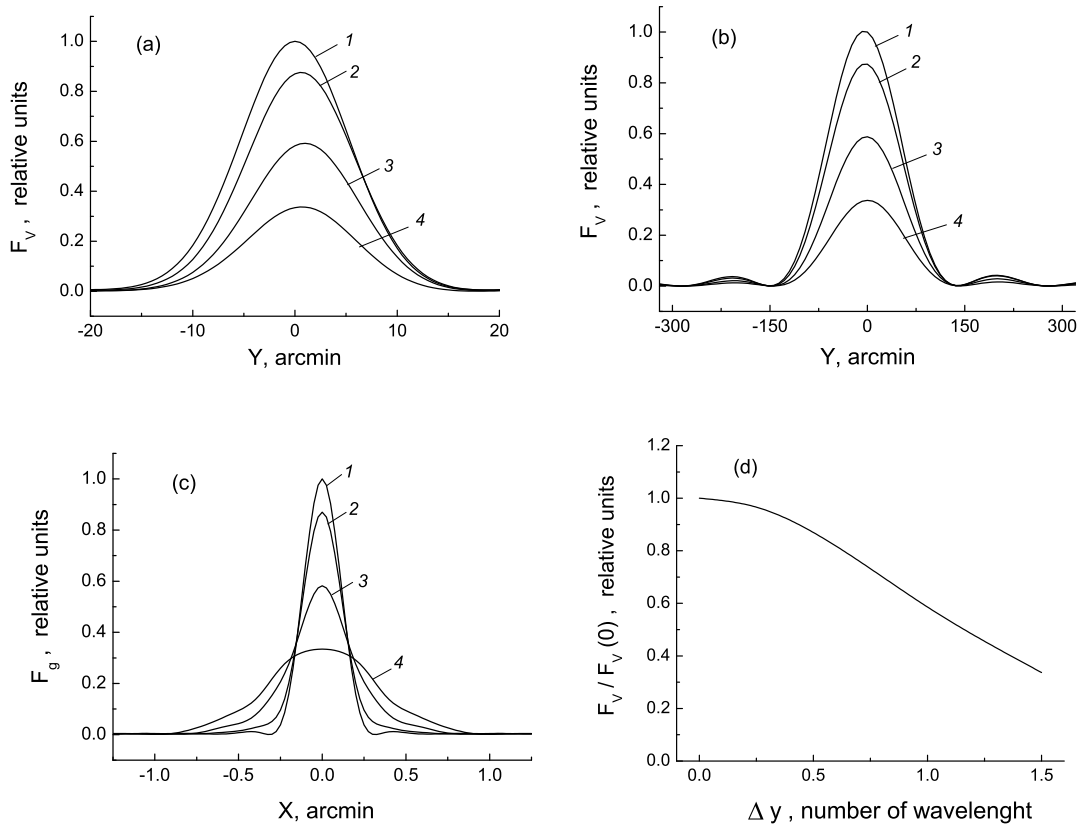 (a)
F_V , relative units
1.0
0.8
0.6
0.4
0.2
0.0
1
2
3
4
-20 -10 0 10 20
Y, arcmin
(b)
F_V , relative units
1.0
0.8
0.6
0.4
0.2
0.0
1
2
3
4
-300 -150 0 150 300
Y, arcmin
(c)
F_g , relative units
1.0
0.8
0.6
0.4
0.2
0.0
1
2
3
4
-1.0 -0.5 0.0 0.5 1.0
X, arcmin
(d)
F_V / F_V (0) , relative units
1.2
1.0
0.8
0.6
0.4
0.2
0.0
0.0 0.5 1.0 1.5
Δ y , number of wavelenght